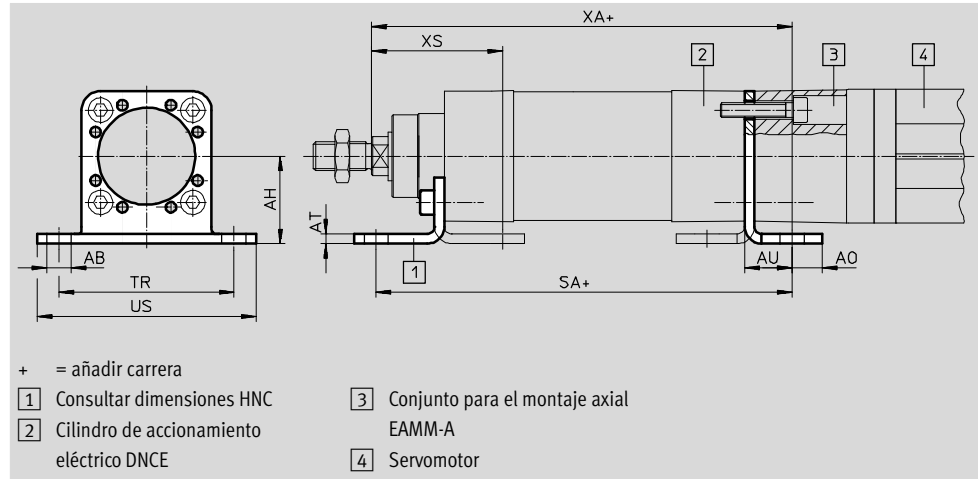 XA+
XS
2
3
4
AH
AT
AB
TR
US
1
AU
AO
SA+
+ = añadir carrera
1 Consultar dimensiones HNC
2 Cilindro de accionamiento
eléctrico DNCE
3 Conjunto para el montaje axial
EAMM-A
4 Servomotor